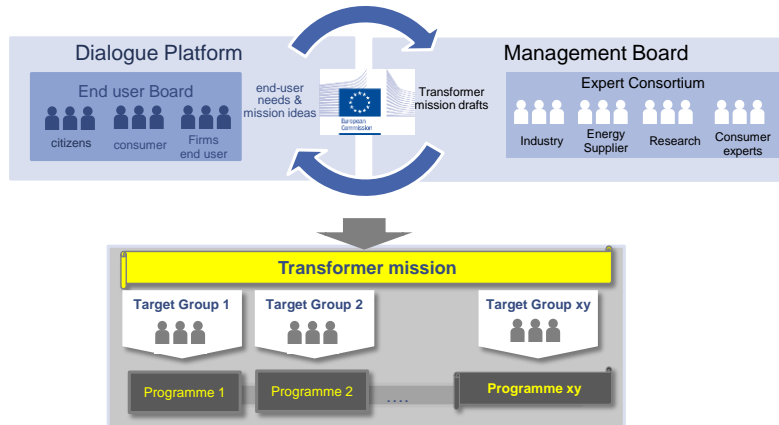 Dialogue Platform
End user Board
citizens
consumer
Firms
end user
end-user
needs &
mission ideas
European
Commission
Transformer
mission drafts
Management Board
Expert Consortium
Industry
Energy
Supplier
Research
Consumer
experts
Transformer mission
Target Group 1
Target Group 2
Target Group xy
Programme 1
Programme 2
....
Programme xy